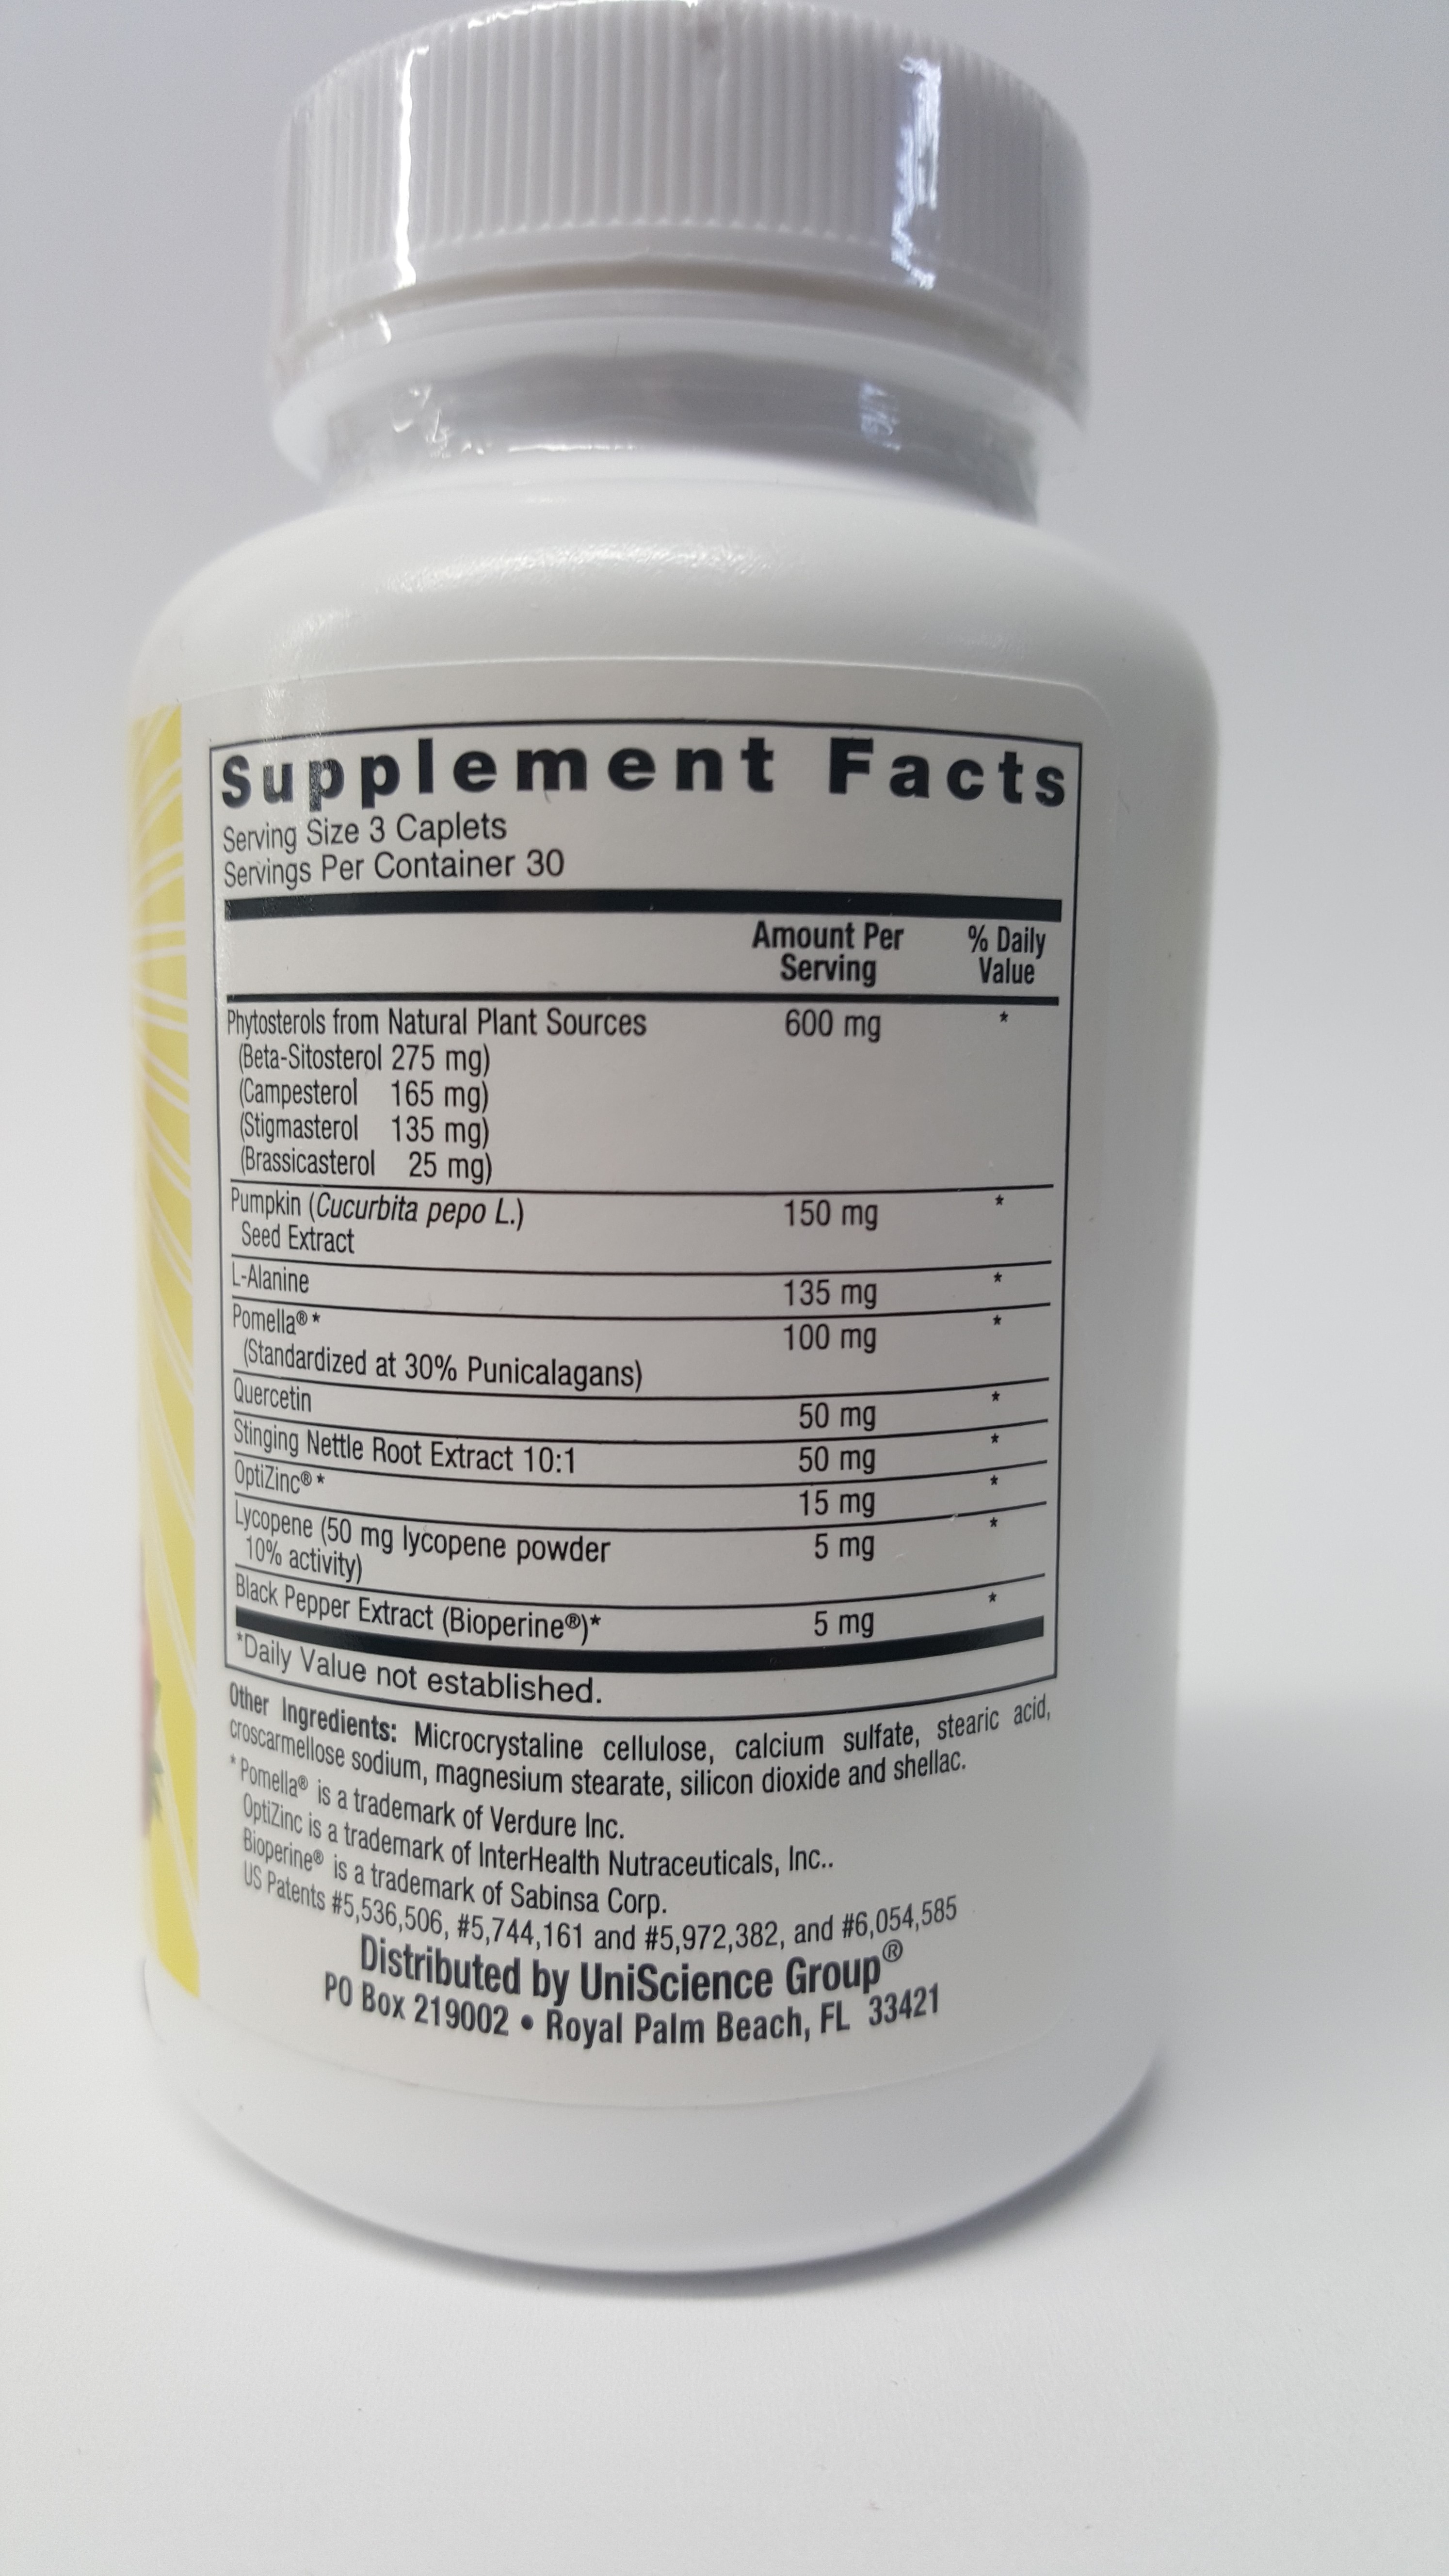 Supplement Facts
Serving Size 3 Caplets
Servings Per Container 30
Amount Per Serving % Daily Value
Phytosterols from Natural Plant Sources 600 mg *
(Beta-Sitosterol 275 mg)
(Campesterol 165 mg)
(Stigmasterol 135 mg)
(Brassicasterol 25 mg)
Pumpkin (Cucurbita pepo L.) 150 mg *
Seed Extract
L-Alanine 135 mg *
Pomella®* 100 mg *
(Standardized at 30% Punicalagans)
Quercetin 50 mg *
Stinging Nettle Root Extract 10:1 50 mg *
OptiZinc®* 15 mg *
Lycopene (50 mg lycopene powder 5 mg *
10% activity)
Black Pepper Extract (Bioperine®)* 5 mg *
*Daily Value not established.
Other Ingredients: Microcrystaline cellulose, calcium sulfate, stearic acid,
croscarmellose sodium, magnesium stearate, silicon dioxide and shellac.
*Pomella® is a trademark of Verdure Inc.
OptiZinc is a trademark of InterHealth Nutraceuticals, Inc..
Bioperine® is a trademark of Sabinsa Corp.
US Patents #5,536,506, #5,744,161 and #5,972,382, and #6,054,585
Distributed by UniScience Group®
PO Box 219002 • Royal Palm Beach, FL 33421